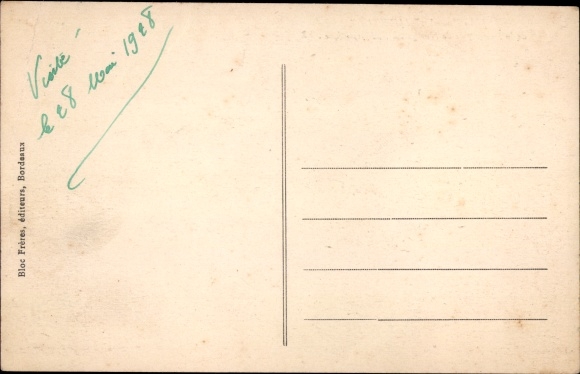 Visité
le 28 Mai 1928
Bloc Frères, éditeurs, Bordeaux